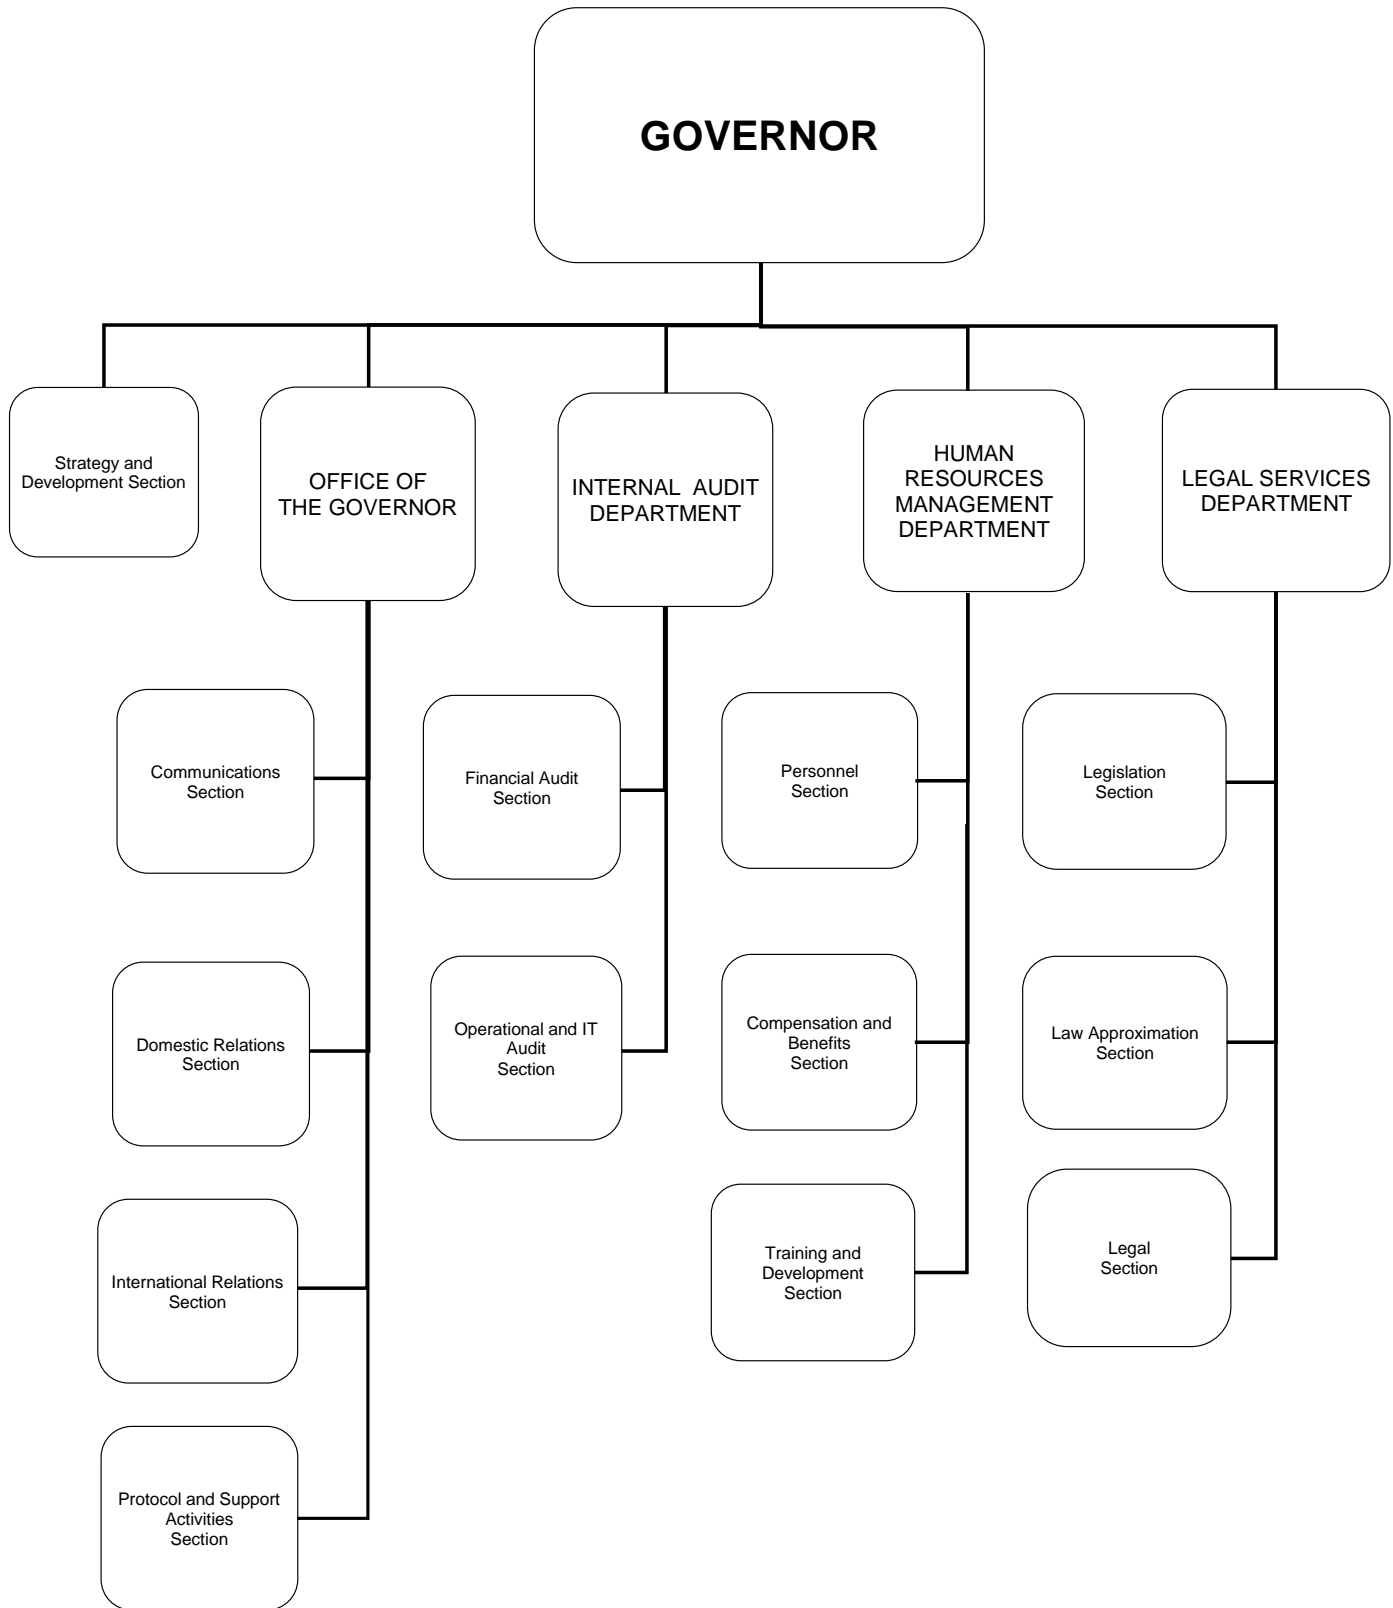 GOVERNOR
Strategy and
Development Section
OFFICE OF
THE GOVERNOR
INTERNAL  AUDIT
DEPARTMENT
HUMAN
RESOURCES
MANAGEMENT
DEPARTMENT
LEGAL SERVICES
DEPARTMENT
Communications
Section
Financial Audit
Section
Personnel
Section
Legislation
Section
Domestic Relations
Section
Operational and IT
Audit
Section
Compensation and
Benefits
Section
Law Approximation
Section
International Relations
Section
Training and
Development
Section
Legal
Section
Protocol and Support
Activities
Section